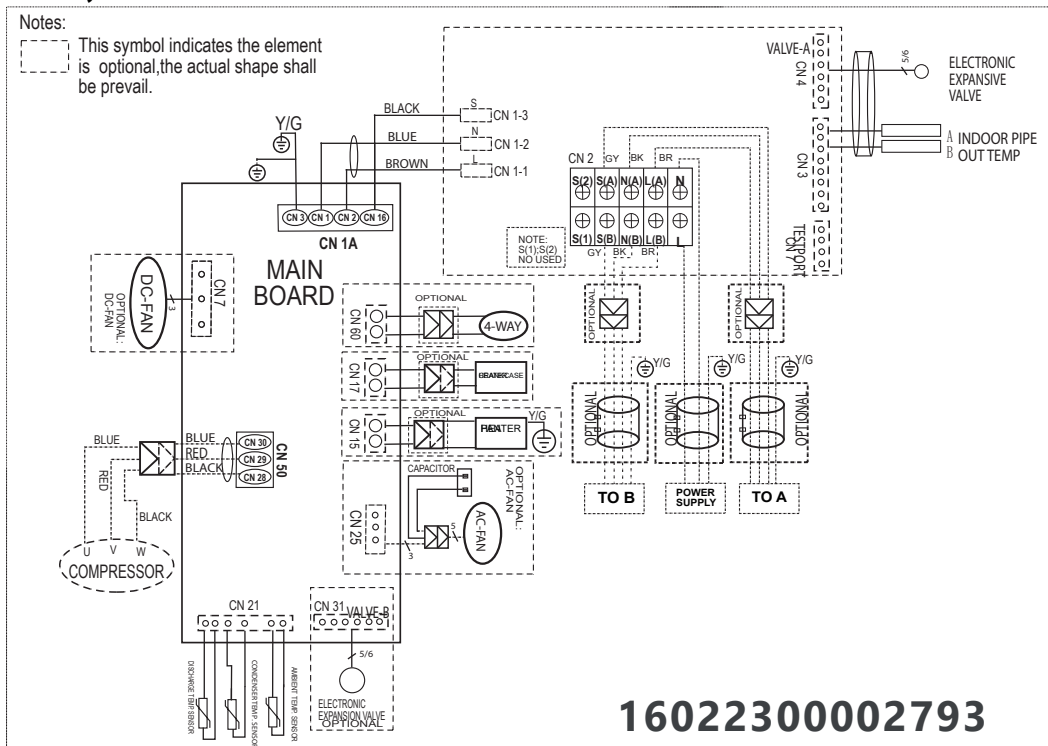 Notes:
This symbol indicates the element
is optional,the actual shape shall
be prevail.
Y/G
BLACK
BLUE
BROWN
S
CN 1-3
N
CN 1-2
L
CN 1-1
CN 3
CN 1
CN 2
CN 16
CN 1A
MAIN
BOARD
DC-FAN
OPTIONAL:
DC-FAN
3
CN 7
CN 60
OPTIONAL
4-WAY
CN 17
OPTIONAL
CN 15
OPTIONAL
HEATER
Y/G
BLUE
RED
BLACK
BLUE
RED
BLACK
CN 30
CN 29
CN 28
CN 50
U
V
W
COMPRESSOR
CAPACITOR
OPTIONAL:
AC-FAN
CN 25
3
5
AC-FAN
CN 21
DISCHARGE TEMP. SENSOR
CONDENSER TEMP. SENSOR
AMBIENT TEMP. SENSOR
CN 31
VALVE-B
5/6
ELECTRONIC
EXPANSION VALVE
OPTIONAL
VALVE-A
CN 4
5/6
ELECTRONIC
EXPANSIVE
VALVE
CN 3
A
B
INDOOR PIPE
OUT TEMP
TESTPORT
CN 7
CN 2
GY
BK
BR
S(2)
S(A)
N(A)
L(A)
N
S(1)
S(B)
N(B)
L(B)
L
GY
BK
BR
NOTE:
S(1);S(2)
NO USED
OPTIONAL
OPTIONAL
Y/G
Y/G
Y/G
OPTIONAL
OPTIONAL
OPTIONAL
TO B
POWER
SUPPLY
TO A
16022300002793